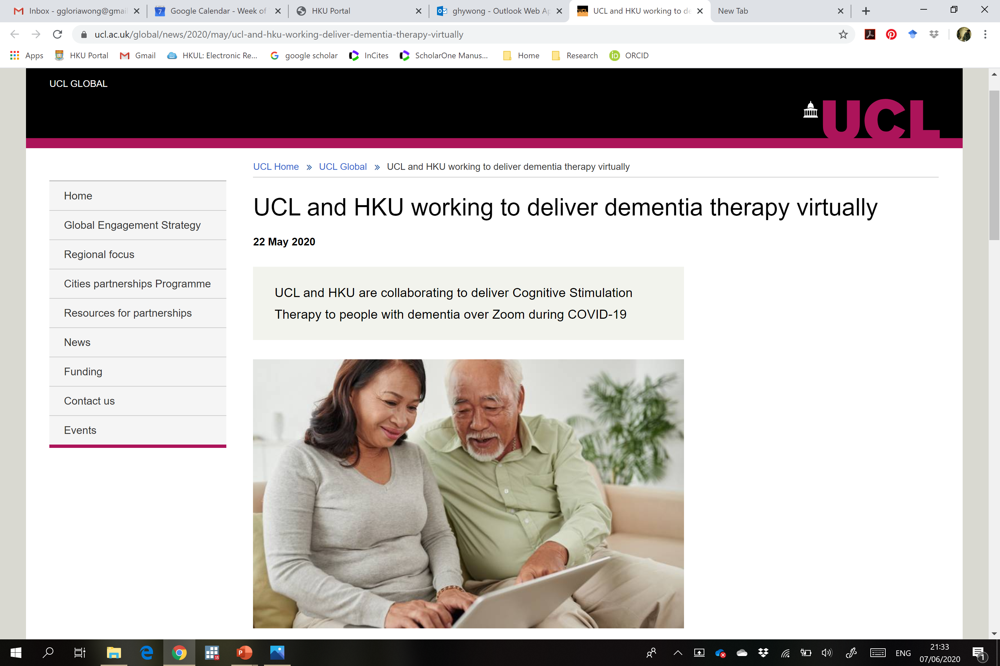 Inbox - ggloriawong@gmai
Google Calendar - Week of
HKU Portal
ghywong - Outlook Web Ap
UCL and HKU working to de
New Tab
ucl.ac.uk/global/news/2020/may/ucl-and-hku-working-deliver-dementia-therapy-virtually
Apps
HKU Portal
Gmail
HKUL: Electronic Re...
google scholar
InCites
ScholarOne Manus...
Home
Research
ORCID
UCL GLOBAL
UCL
UCL Home » UCL Global » UCL and HKU working to deliver dementia therapy virtually
Home
Global Engagement Strategy
Regional focus
Cities partnerships Programme
Resources for partnerships
News
Funding
Contact us
Events
UCL and HKU working to deliver dementia therapy virtually
22 May 2020
UCL and HKU are collaborating to deliver Cognitive Stimulation
Therapy to people with dementia over Zoom during COVID-19
ENG
21:33
07/06/2020
1